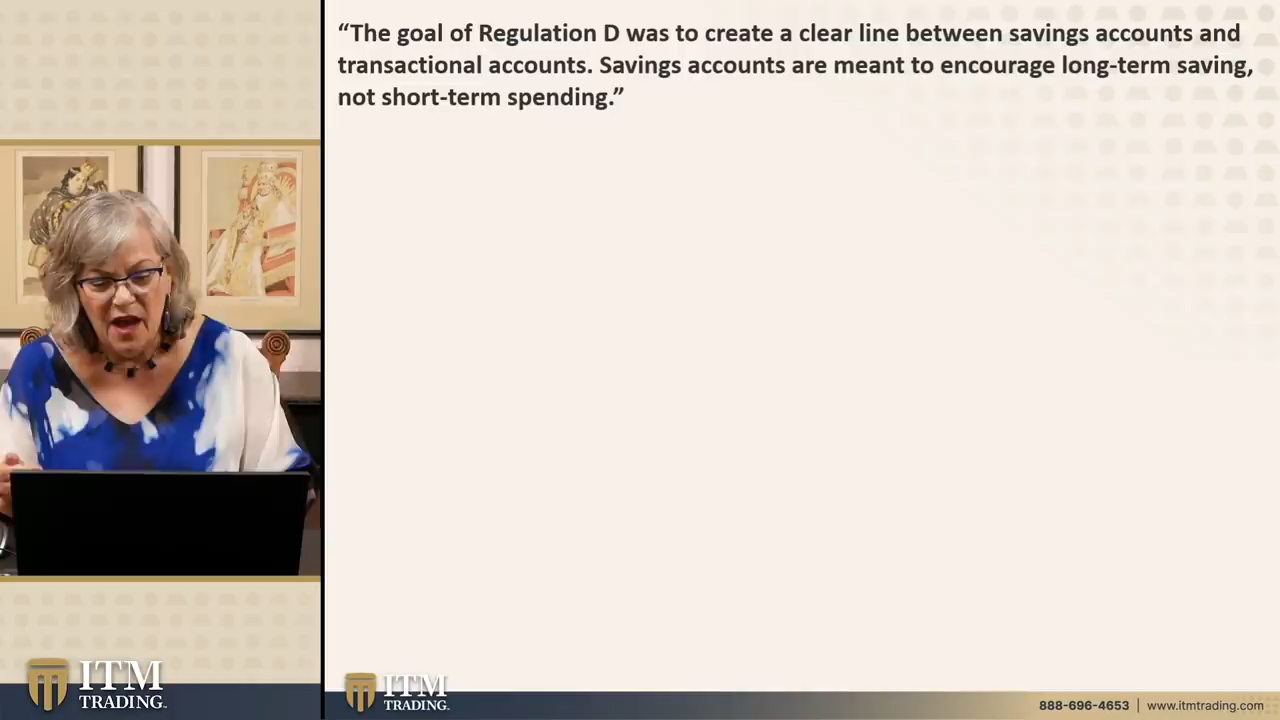 “The goal of Regulation D was to create a clear line between savings accounts and
transactional accounts. Savings accounts are meant to encourage long-term saving,
not short-term spending.”
ITM
TRADING
ITM
TRADING
888-696-4653 | www.itmtrading.com